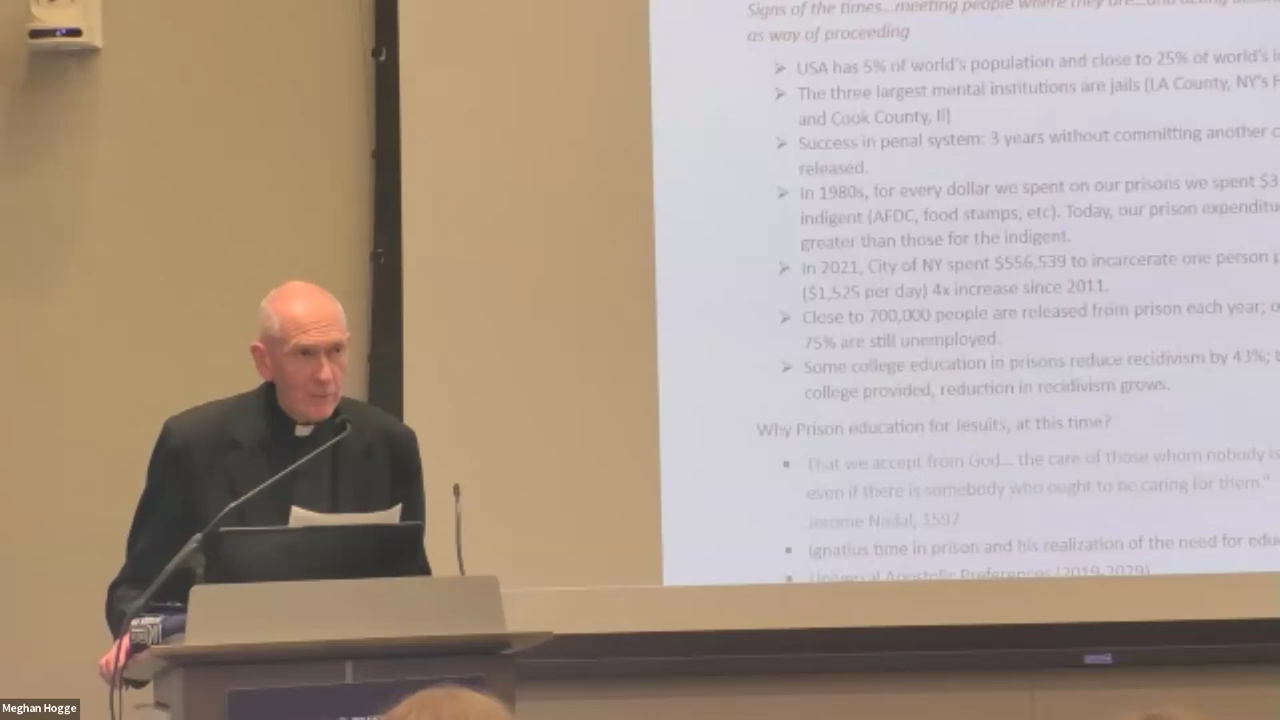 Signs of the times...meeting people where they are...and acting
as way of proceeding
➢ USA has 5% of world's population and close to 25% of world's
➢ The three largest mental institutions are jails (LA County, NY's
and Cook County, Il)
➢ Success in penal system: 3 years without committing another
released.
➢ In 1980s, for every dollar we spent on our prisons we spent $3
indigent (AFDC, food stamps, etc). Today, our prison
greater than those for the indigent.
➢ In 2021, City of NY spent $556,539 to incarcerate one person
($1,525 per day) 4x increase since 2011.
➢ Close to 700,000 people are released from prison each year;
75% are still unemployed.
➢ Some college education in prisons reduce recidivism by 43%;
college provided, reduction in recidivism grows.
Why Prison education for Jesuits, at this time?
▪ That we accept from God... the care of those whom nobody is
even if there is somebody who ought to be caring for them."
Jerome Nadal, 1597
▪ Ignatius time in prison and his realization of the need for
▪ Universal Apostolic Preferences (2019-2029)
Meghan Hogge